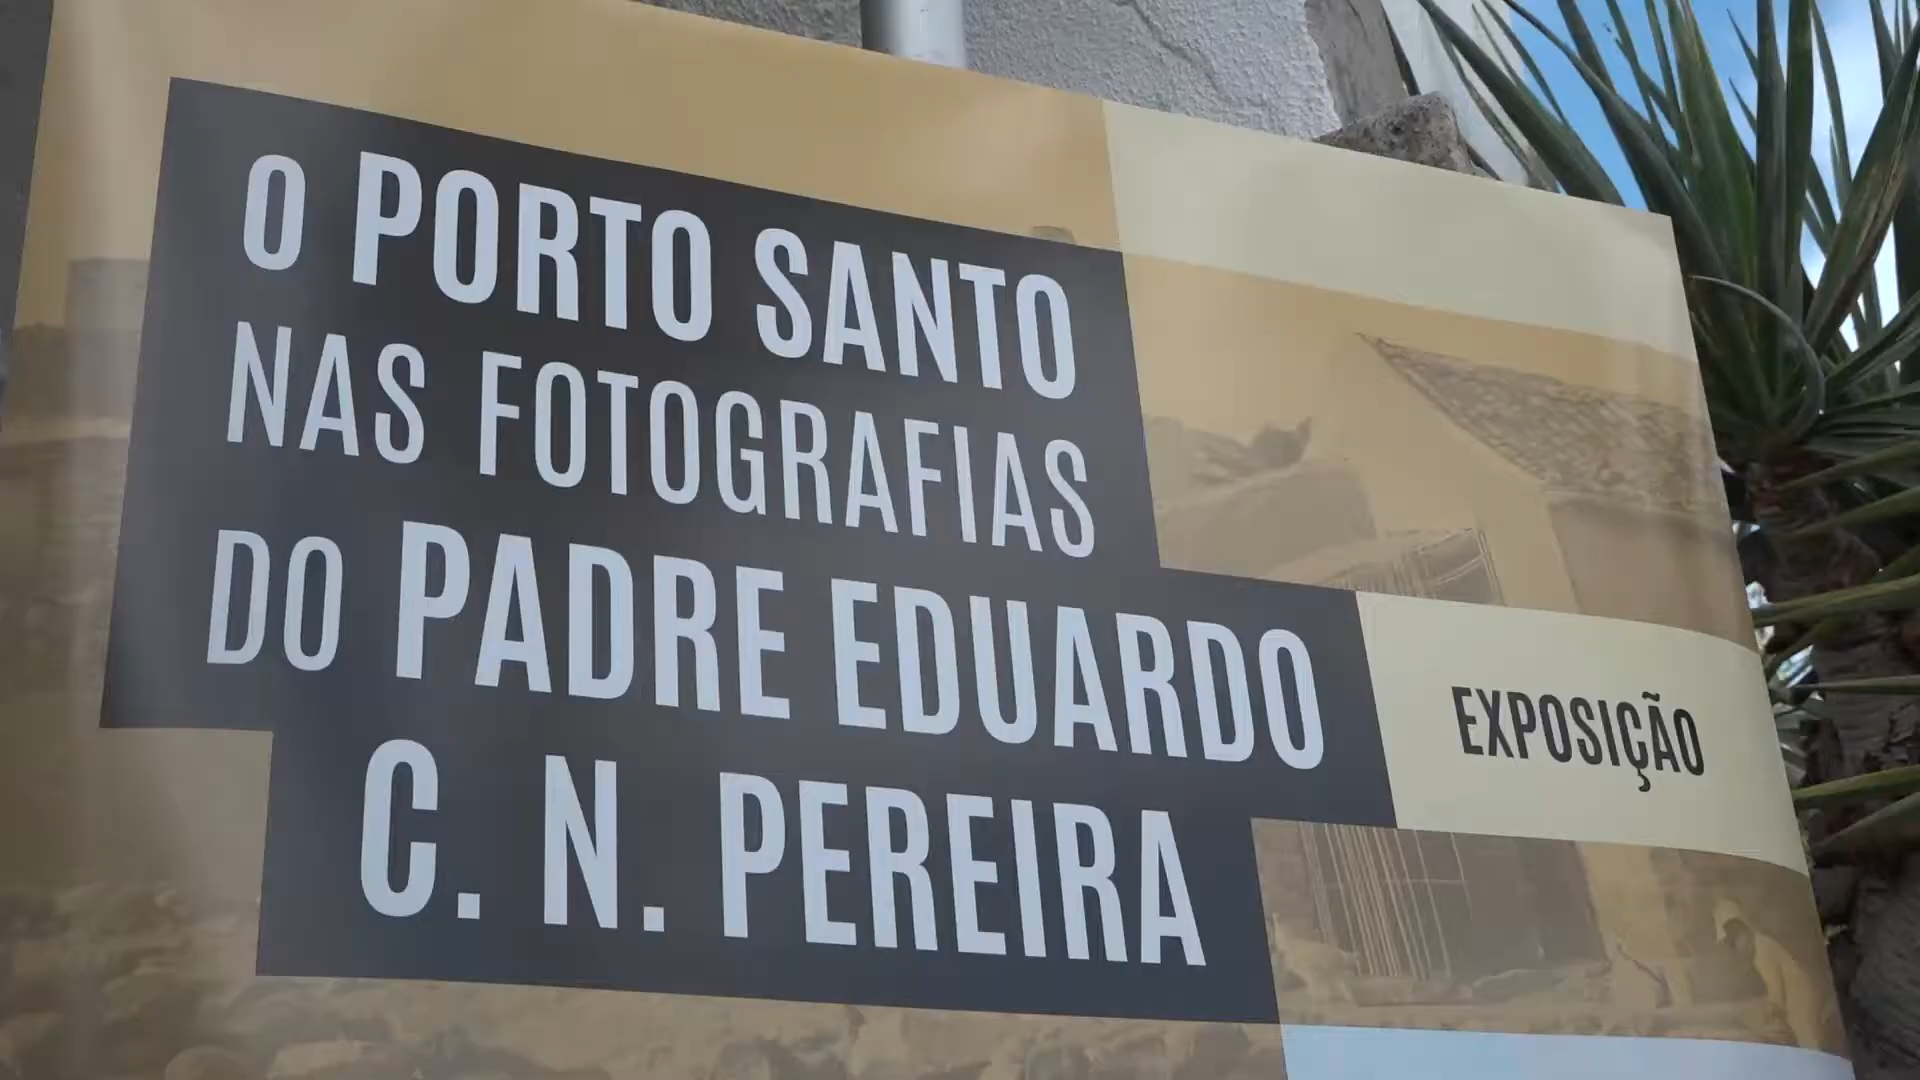 O PORTO SANTO
NAS FOTOGRAFIAS
DO PADRE EDUARDO
C. N. PEREIRA
EXPOSIÇÃO